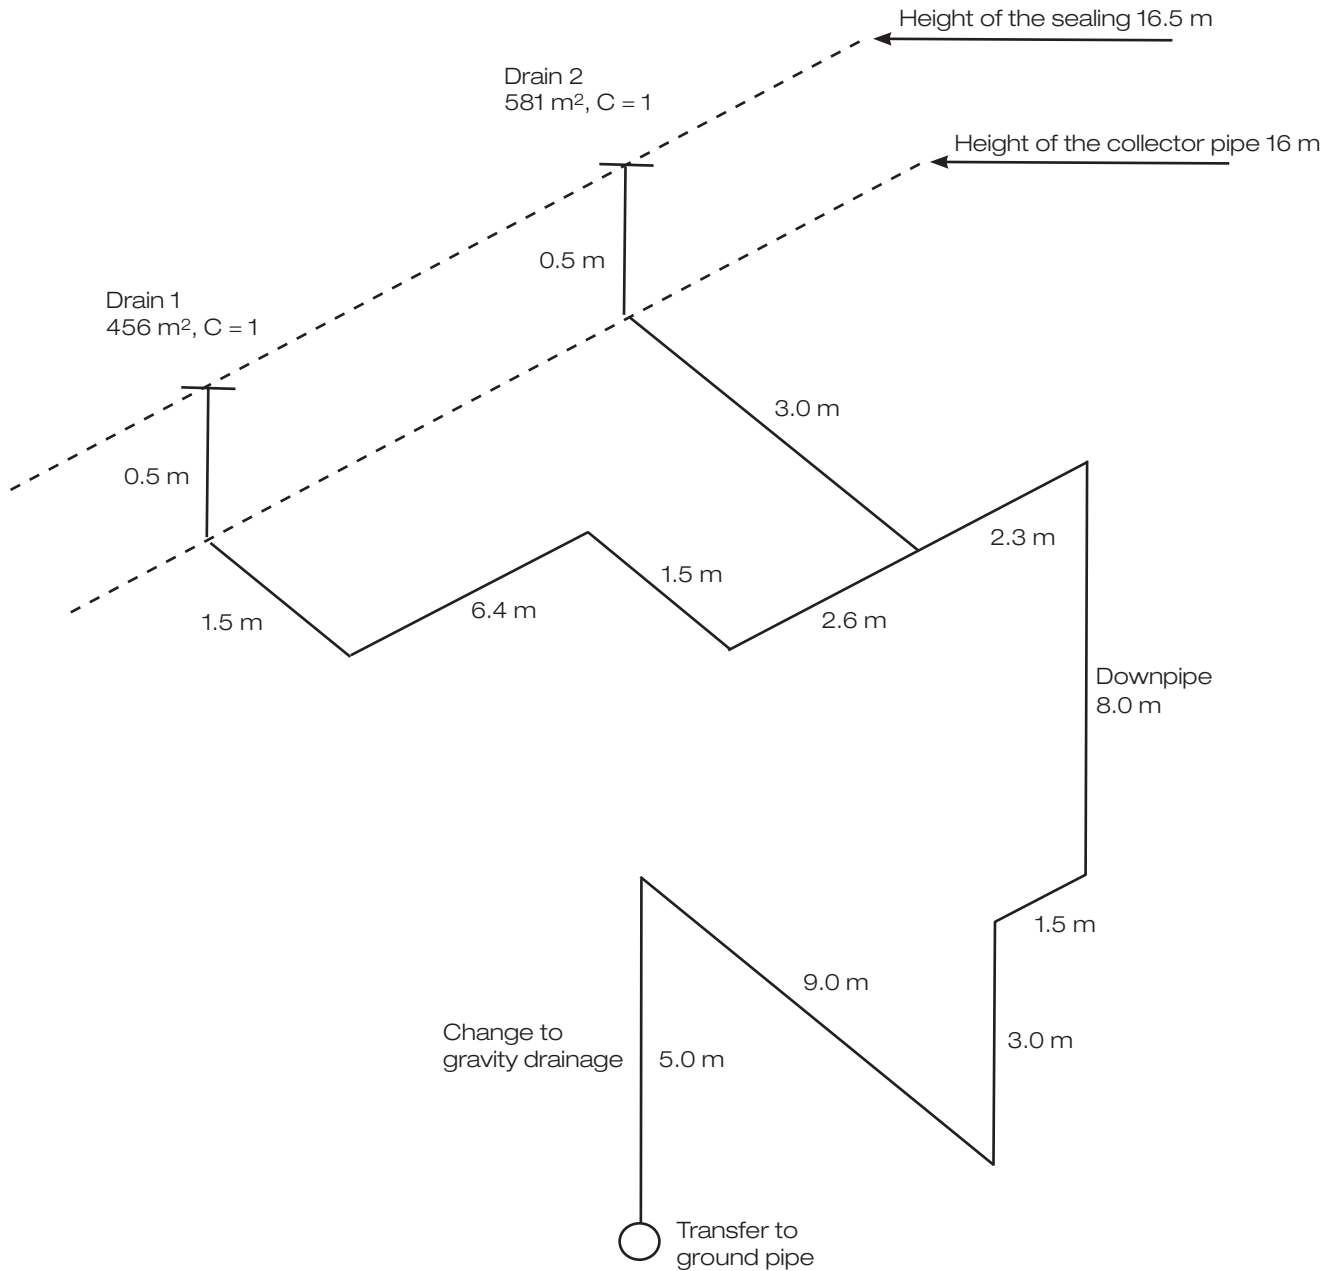 Height of the sealing 16.5 m
Drain 2
581 m², C = 1
Height of the collector pipe 16 m
0.5 m
Drain 1
456 m², C = 1
3.0 m
0.5 m
2.3 m
1.5 m
6.4 m
1.5 m
2.6 m
Downpipe
8.0 m
1.5 m
9.0 m
Change to
gravity drainage
5.0 m
3.0 m
Transfer to
ground pipe